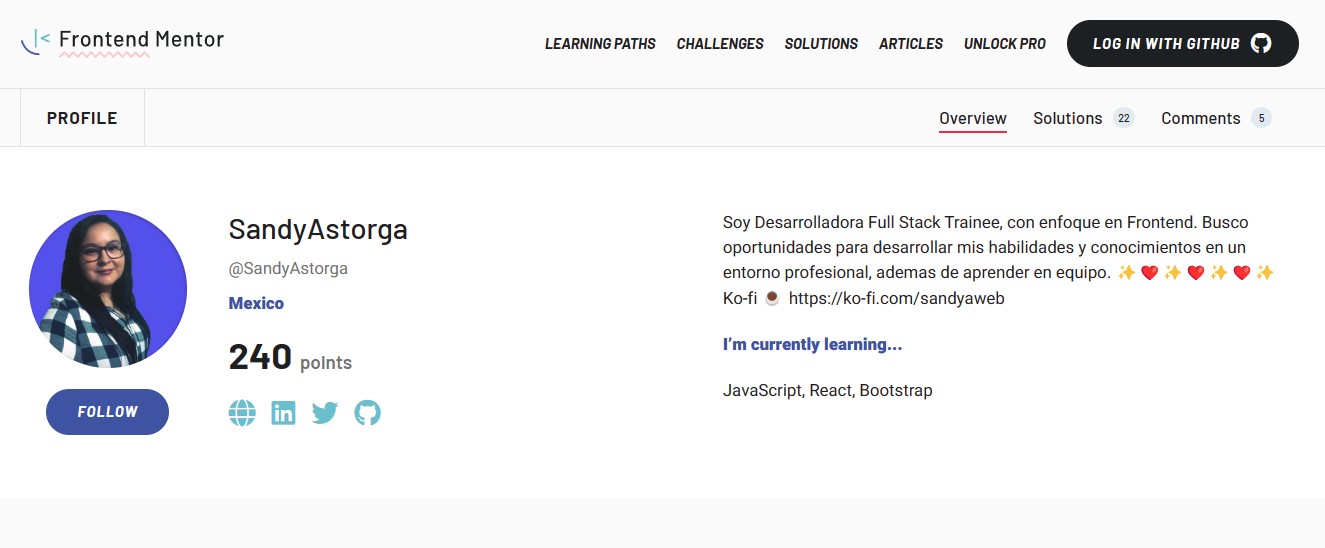 Frontend Mentor
LEARNING PATHS CHALLENGES SOLUTIONS ARTICLES UNLOCK PRO LOG IN WITH GITHUB
PROFILE
Overview Solutions 22 Comments 5
SandyAstorga
@SandyAstorga
Mexico
240 points
FOLLOW
Soy Desarrolladora Full Stack Trainee, con enfoque en Frontend. Busco
oportunidades para desarrollar mis habilidades y conocimientos en un
entorno profesional, ademas de aprender en equipo. ✨ ❤️ ✨ ❤️ ✨ ❤️ ✨
Ko-fi ☕ https://ko-fi.com/sandyaweb
I'm currently learning...
JavaScript, React, Bootstrap